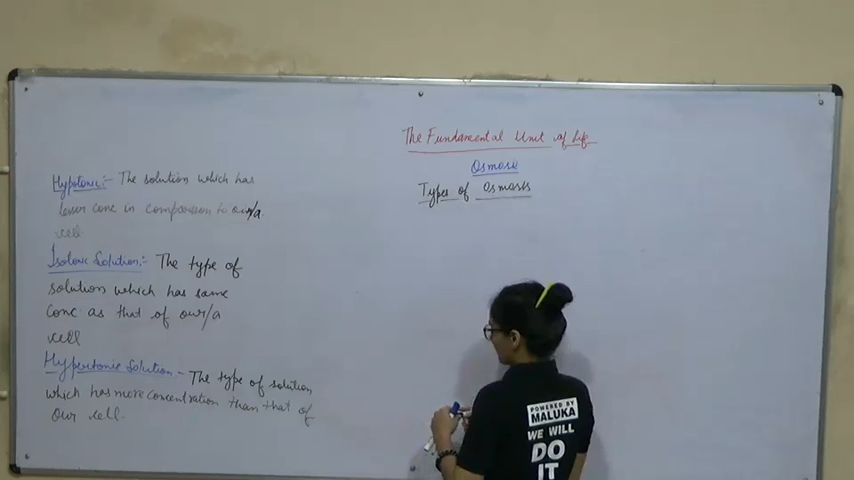 The Fundamental Unit of life
Osmosis
Types of Osmosis
Hypotonic:- The solution which has
lesser conc in comparison to our/a
cell
Isotonic Solution:- The type of
solution which has same
conc as that of our/a
cell
Hypertonic Solution - The type of solution
which has more concentration than that of
our cell.
POWERED BY
MALUKA
WE WILL
DO
IT